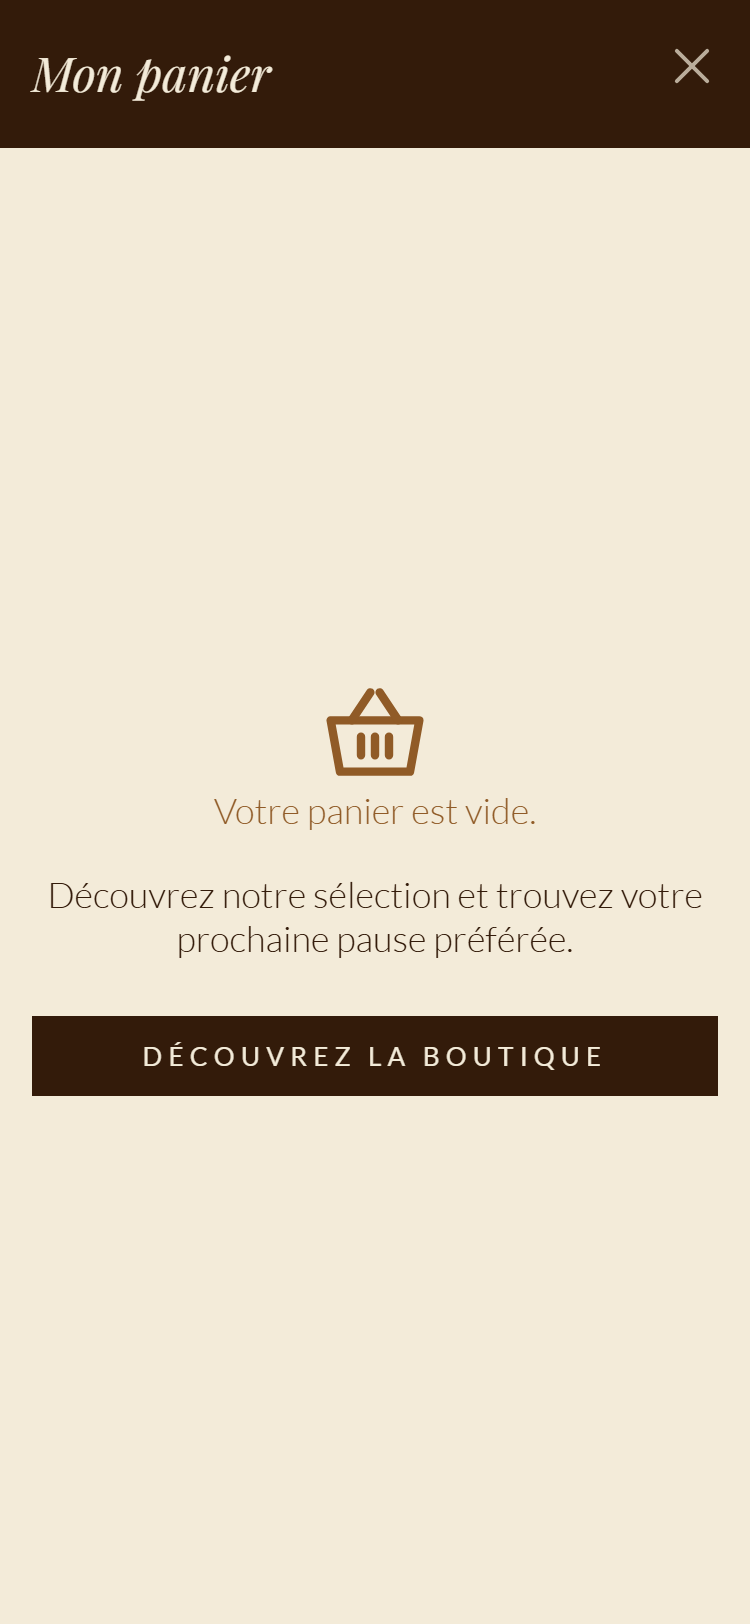 Mon panier
Votre panier est vide.
Découvrez notre sélection et trouvez votre
prochaine pause préférée.
DÉCOUVREZ LA BOUTIQUE